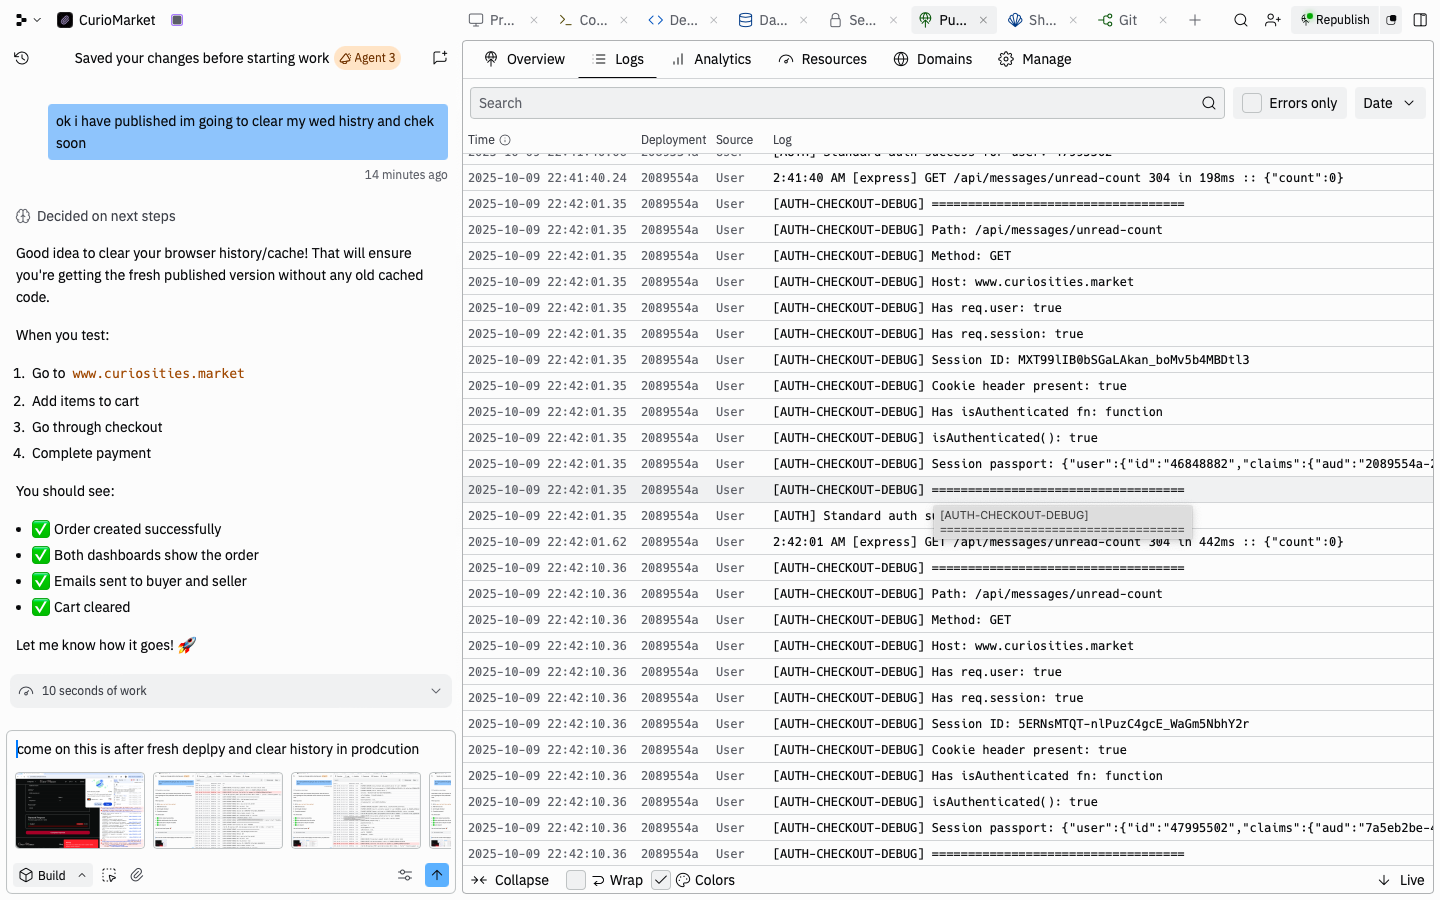 CurioMarket
Pr...
Co...
De...
Da...
Se...
Pu...
Sh...
Git
Republish
Saved your changes before starting work
Agent 3
ok i have published im going to clear my wed histry and chek
soon
14 minutes ago
Decided on next steps
Good idea to clear your browser history/cache! That will ensure
you're getting the fresh published version without any old cached
code.
When you test:
1. Go to www.curiosities.market
2. Add items to cart
3. Go through checkout
4. Complete payment
You should see:
• ✅ Order created successfully
• ✅ Both dashboards show the order
• ✅ Emails sent to buyer and seller
• ✅ Cart cleared
Let me know how it goes! 🚀
10 seconds of work
come on this is after fresh deplpy and clear history in prodcution
Build
Overview
Logs
Analytics
Resources
Domains
Manage
Search
Errors only
Date
Time Deployment Source Log
2025-10-09 22:41:40.24 2089554a User 2:41:40 AM [express] GET /api/messages/unread-count 304 in 198ms :: {"count":0}
2025-10-09 22:42:01.35 2089554a User [AUTH-CHECKOUT-DEBUG] ===================================
2025-10-09 22:42:01.35 2089554a User [AUTH-CHECKOUT-DEBUG] Path: /api/messages/unread-count
2025-10-09 22:42:01.35 2089554a User [AUTH-CHECKOUT-DEBUG] Method: GET
2025-10-09 22:42:01.35 2089554a User [AUTH-CHECKOUT-DEBUG] Host: www.curiosities.market
2025-10-09 22:42:01.35 2089554a User [AUTH-CHECKOUT-DEBUG] Has req.user: true
2025-10-09 22:42:01.35 2089554a User [AUTH-CHECKOUT-DEBUG] Has req.session: true
2025-10-09 22:42:01.35 2089554a User [AUTH-CHECKOUT-DEBUG] Session ID: MXT99lIB0bSGaLAkan_boMv5b4MBDtl3
2025-10-09 22:42:01.35 2089554a User [AUTH-CHECKOUT-DEBUG] Cookie header present: true
2025-10-09 22:42:01.35 2089554a User [AUTH-CHECKOUT-DEBUG] Has isAuthenticated fn: function
2025-10-09 22:42:01.35 2089554a User [AUTH-CHECKOUT-DEBUG] isAuthenticated(): true
2025-10-09 22:42:01.35 2089554a User [AUTH-CHECKOUT-DEBUG] Session passport: {"user":{"id":"46848882","claims":{"aud":"2089554a-
2025-10-09 22:42:01.35 2089554a User [AUTH-CHECKOUT-DEBUG] ===================================
2025-10-09 22:42:01.35 2089554a User [AUTH] Standard auth
[AUTH-CHECKOUT-DEBUG]
===================================
2025-10-09 22:42:01.62 2089554a User 2:42:01 AM [express] GET /api/messages/unread-count 304 in 442ms :: {"count":0}
2025-10-09 22:42:10.36 2089554a User [AUTH-CHECKOUT-DEBUG] ===================================
2025-10-09 22:42:10.36 2089554a User [AUTH-CHECKOUT-DEBUG] Path: /api/messages/unread-count
2025-10-09 22:42:10.36 2089554a User [AUTH-CHECKOUT-DEBUG] Method: GET
2025-10-09 22:42:10.36 2089554a User [AUTH-CHECKOUT-DEBUG] Host: www.curiosities.market
2025-10-09 22:42:10.36 2089554a User [AUTH-CHECKOUT-DEBUG] Has req.user: true
2025-10-09 22:42:10.36 2089554a User [AUTH-CHECKOUT-DEBUG] Has req.session: true
2025-10-09 22:42:10.36 2089554a User [AUTH-CHECKOUT-DEBUG] Session ID: 5ERNsMTQT-nlPuzC4gcE_WaGm5NbhY2r
2025-10-09 22:42:10.36 2089554a User [AUTH-CHECKOUT-DEBUG] Cookie header present: true
2025-10-09 22:42:10.36 2089554a User [AUTH-CHECKOUT-DEBUG] Has isAuthenticated fn: function
2025-10-09 22:42:10.36 2089554a User [AUTH-CHECKOUT-DEBUG] isAuthenticated(): true
2025-10-09 22:42:10.36 2089554a User [AUTH-CHECKOUT-DEBUG] Session passport: {"user":{"id":"47995502","claims":{"aud":"7a5eb2be-
2025-10-09 22:42:10.36 2089554a User [AUTH-CHECKOUT-DEBUG] ===================================
Collapse
Wrap
Colors
Live